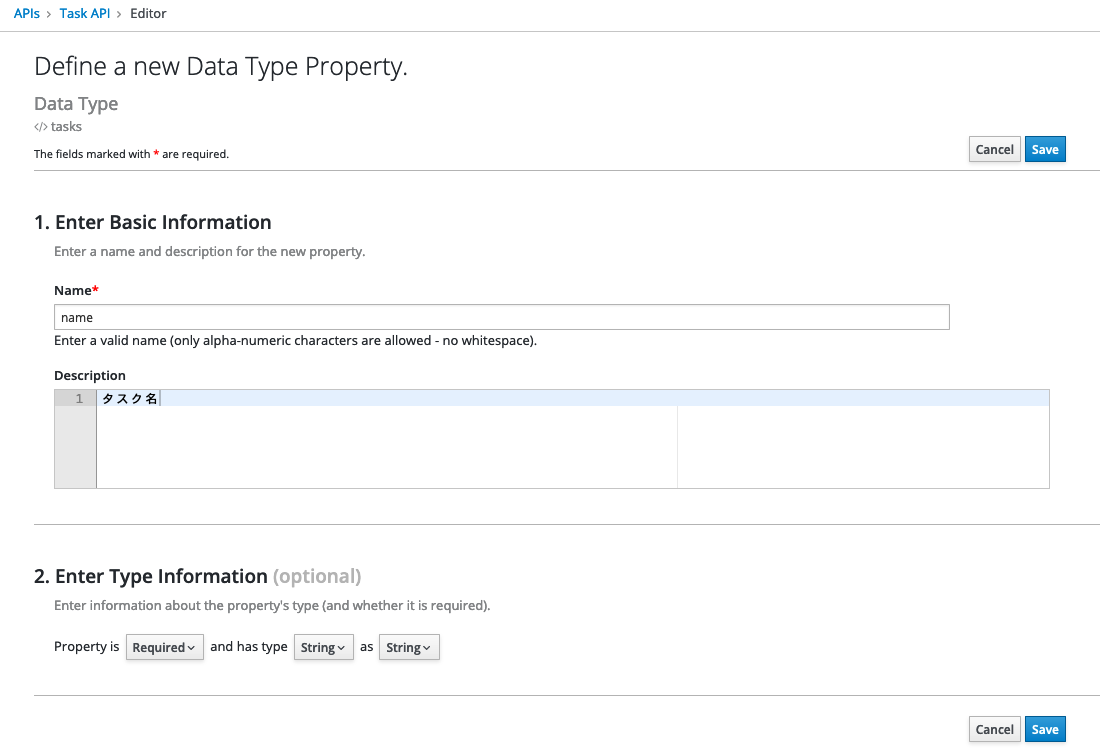 APIs > Task API > Editor
Define a new Data Type Property.
Data Type
</> tasks
The fields marked with * are required.
Cancel Save
1. Enter Basic Information
Enter a name and description for the new property.
Name*
name
Enter a valid name (only alpha-numeric characters are allowed - no whitespace).
Description
1 タスク名
2. Enter Type Information (optional)
Enter information about the property's type (and whether it is required).
Property is Required and has type String as String
Cancel Save